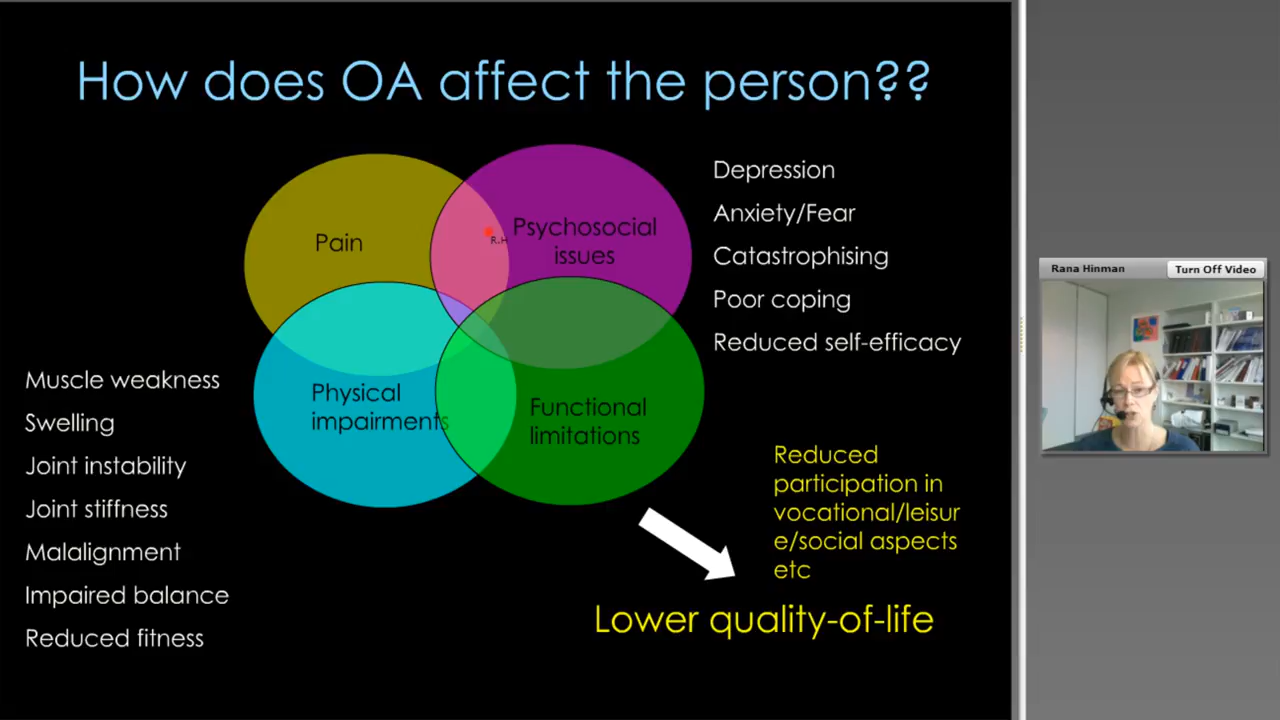 How does OA affect the person??
Pain
Psychosocial
issues
R-H
Physical
impairments
Functional
limitations
Depression
Anxiety/Fear
Catastrophising
Poor coping
Reduced self-efficacy
Muscle weakness
Swelling
Joint instability
Joint stiffness
Malalignment
Impaired balance
Reduced fitness
Reduced
participation in
vocational/leisur
e/social aspects
etc
Lower quality-of-life
Rana Hinman
Turn Off Video